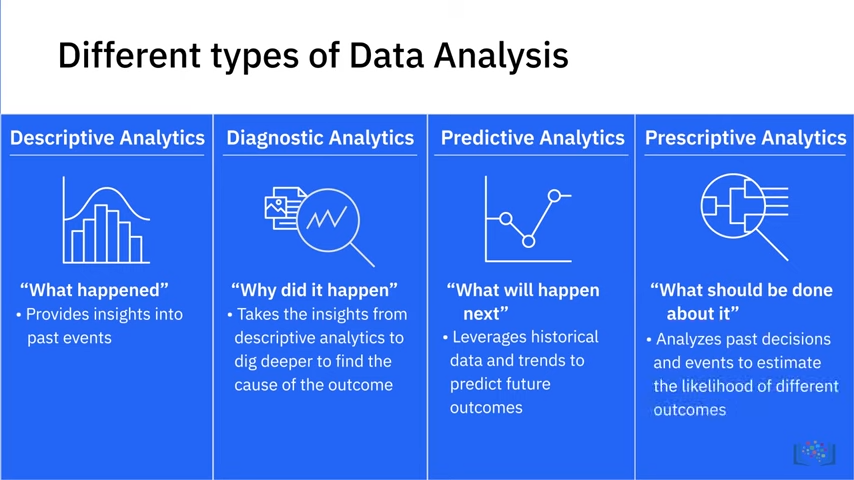 Different types of Data Analysis
Descriptive Analytics
“What happened”
• Provides insights into
past events
Diagnostic Analytics
“Why did it happen”
• Takes the insights from
descriptive analytics to
dig deeper to find the
cause of the outcome
Predictive Analytics
“What will happen
next”
• Leverages historical
data and trends to
predict future
outcomes
Prescriptive Analytics
“What should be done
about it”
• Analyzes past decisions
and events to estimate
the likelihood of different
outcomes